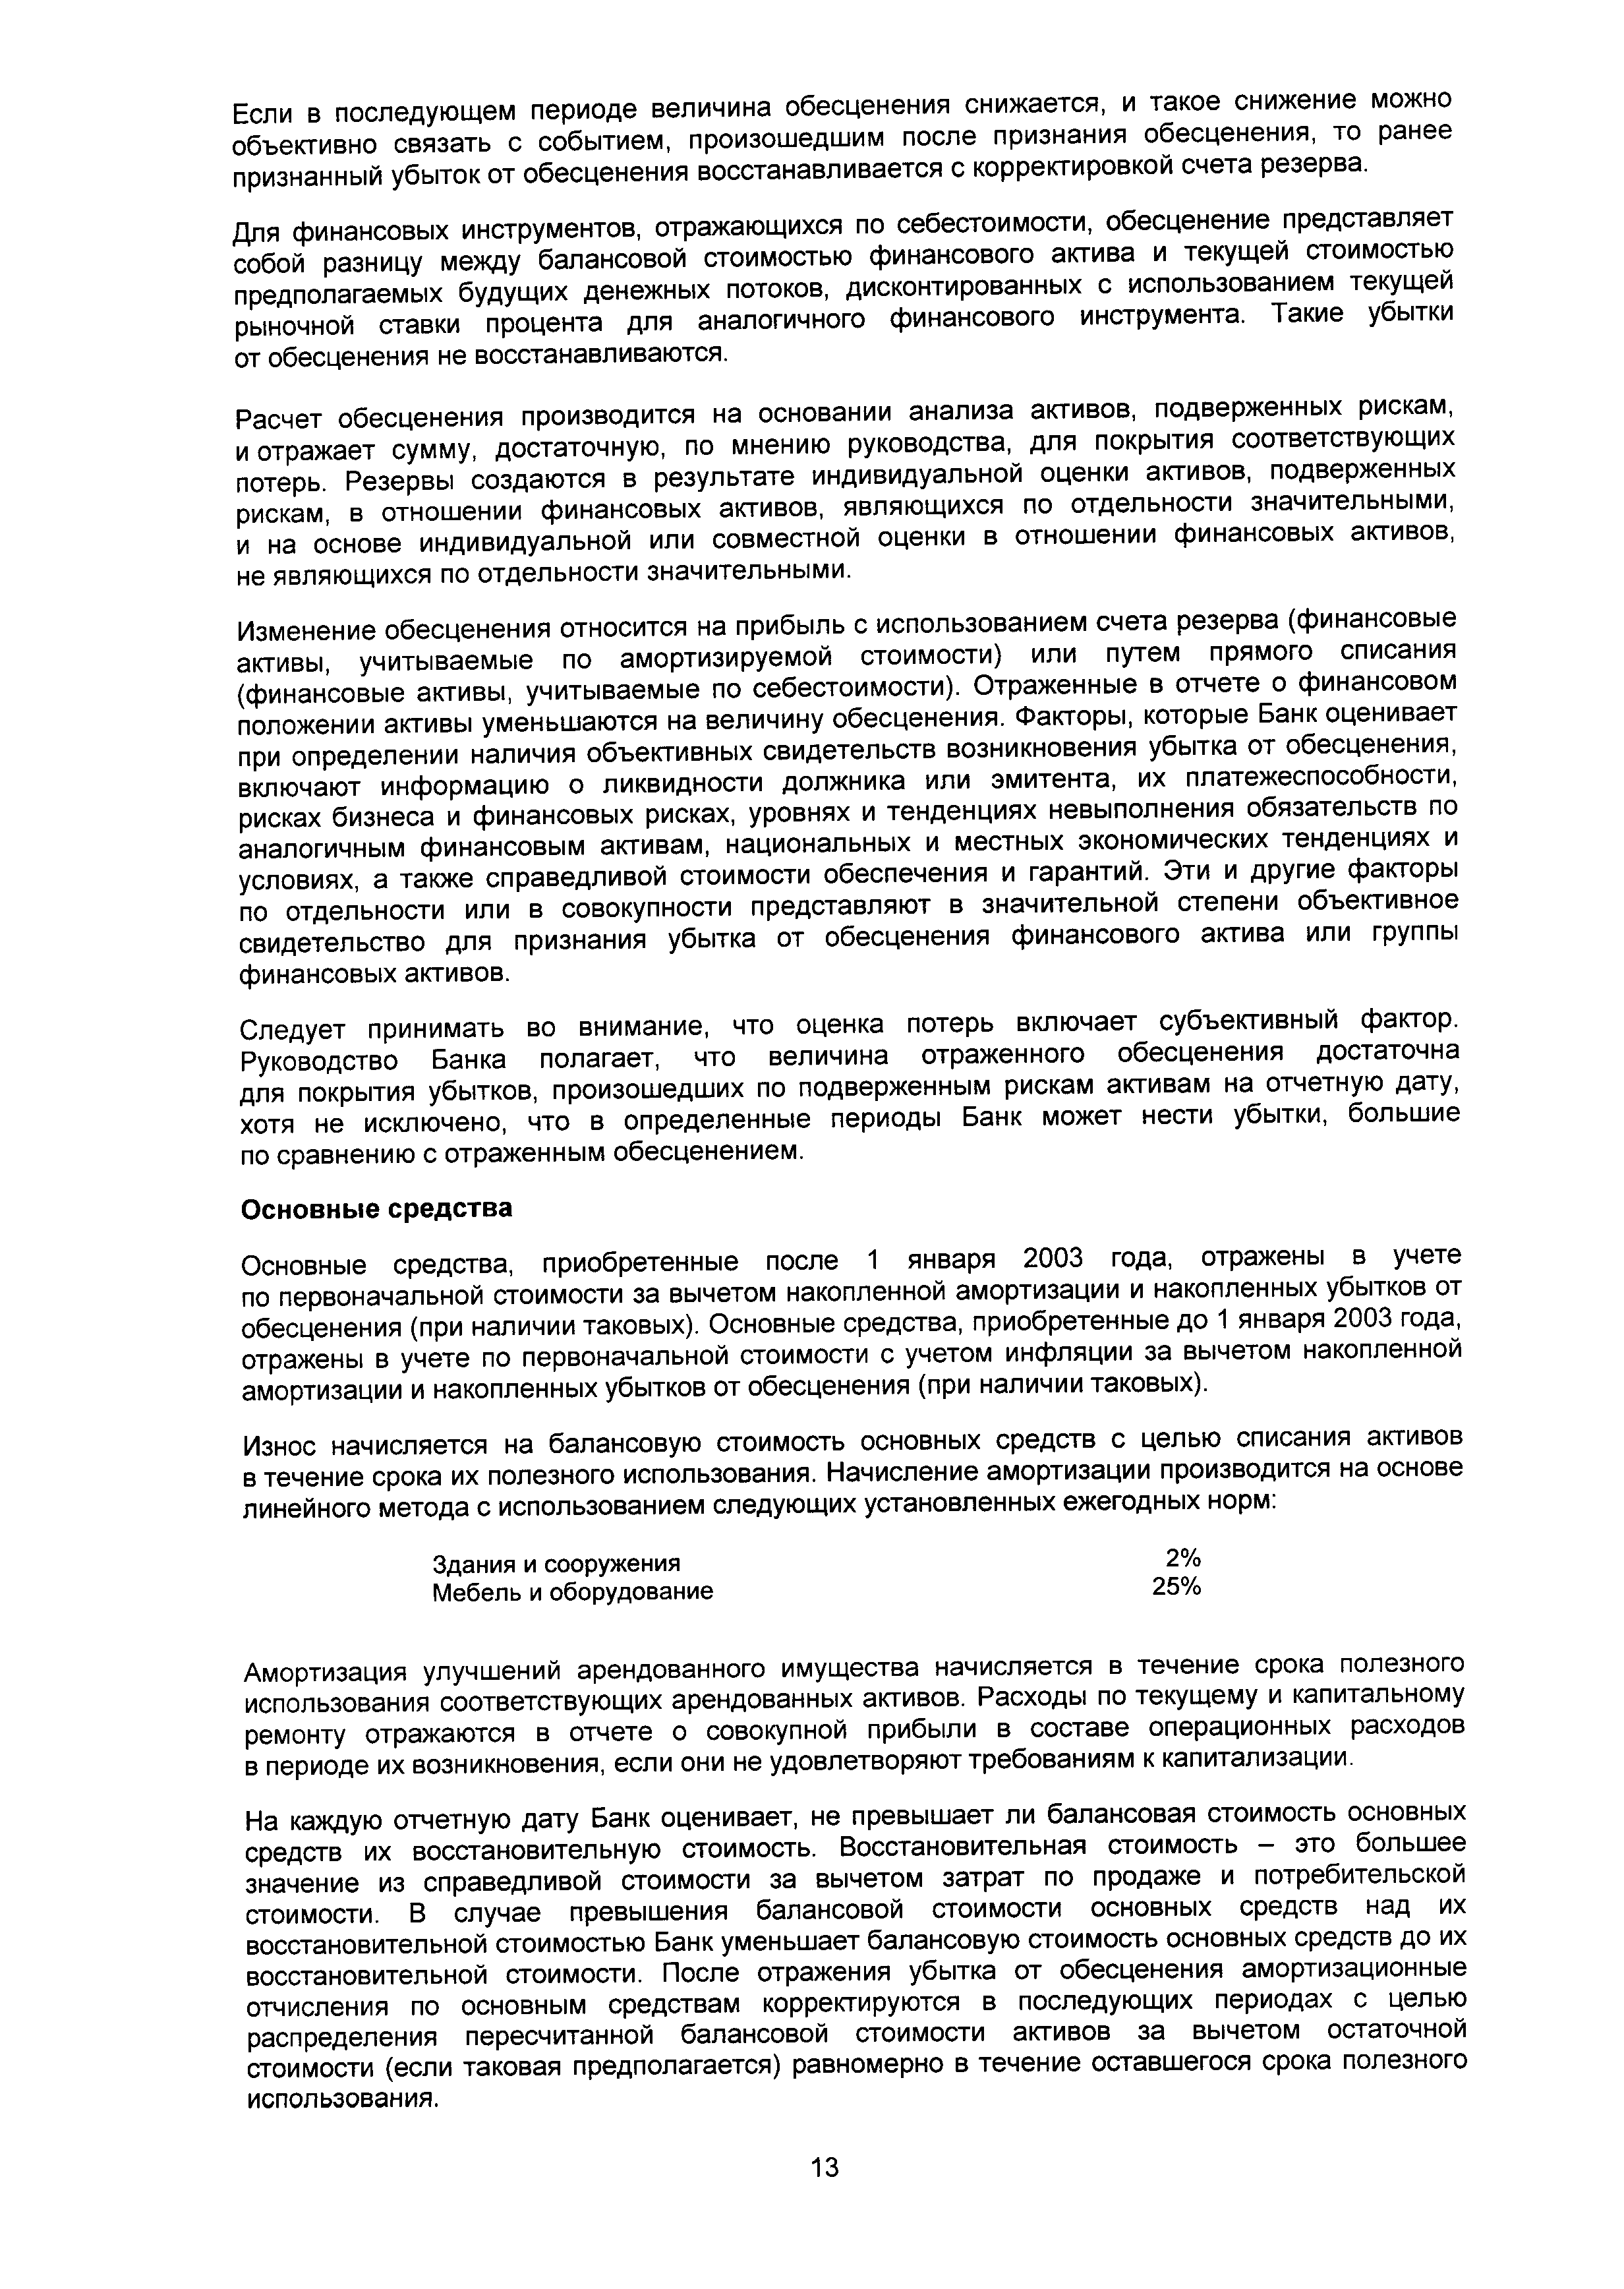 Если в последующем периоде величина обесценения снижается, и такое снижение можно
объективно связать с событием, произошедшим после признания обесценения, то ранее
признанный убыток от обесценения восстанавливается с корректировкой счета резерва.
Для финансовых инструментов, отражающихся по себестоимости, обесценение представляет
собой разницу между балансовой стоимостью финансового актива и текущей стоимостью
предполагаемых будущих денежных потоков, дисконтированных с использованием текущей
рыночной ставки процента для аналогичного финансового инструмента. Такие убытки
от обесценения не восстанавливаются.
Расчет обесценения производится на основании анализа активов, подверженных рискам,
и отражает сумму, достаточную, по мнению руководства, для покрытия соответствующих
потерь. Резервы создаются в результате индивидуальной оценки активов, подверженных
рискам, в отношении финансовых активов, являющихся по отдельности значительными,
и на основе индивидуальной или совместной оценки в отношении финансовых активов,
не являющихся по отдельности значительными.
Изменение обесценения относится на прибыль с использованием счета резерва (финансовые
активы, учитываемые по амортизируемой стоимости) или путем прямого списания
(финансовые активы, учитываемые по себестоимости). Отраженные в отчете о финансовом
положении активы уменьшаются на величину обесценения. Факторы, которые Банк оценивает
при определении наличия объективных свидетельств возникновения убытка от обесценения,
включают информацию о ликвидности должника или эмитента, их платежеспособности,
рисках бизнеса и финансовых рисках, уровнях и тенденциях невыполнения обязательств по
аналогичным финансовым активам, национальных и местных экономических тенденциях и
условиях, а также справедливой стоимости обеспечения и гарантий. Эти и другие факторы
по отдельности или в совокупности представляют в значительной степени объективное
свидетельство для признания убытка от обесценения финансового актива или группы
финансовых активов.
Следует принимать во внимание, что оценка потерь включает субъективный фактор.
Руководство Банка полагает, что величина отраженного обесценения достаточна
для покрытия убытков, произошедших по подверженным рискам активам на отчетную дату,
хотя не исключено, что в определенные периоды Банк может нести убытки, большие
по сравнению с отраженным обесценением.
Основные средства
Основные средства, приобретенные после 1 января 2003 года, отражены в учете
по первоначальной стоимости за вычетом накопленной амортизации и накопленных убытков от
обесценения (при наличии таковых). Основные средства, приобретенные до 1 января 2003 года,
отражены в учете по первоначальной стоимости с учетом инфляции за вычетом накопленной
амортизации и накопленных убытков от обесценения (при наличии таковых).
Износ начисляется на балансовую стоимость основных средств с целью списания активов
в течение срока их полезного использования. Начисление амортизации производится на основе
линейного метода с использованием следующих установленных ежегодных норм:
Здания и сооружения 2%
Мебель и оборудование 25%
Амортизация улучшений арендованного имущества начисляется в течение срока полезного
использования соответствующих арендованных активов. Расходы по текущему и капитальному
ремонту отражаются в отчете о совокупной прибыли в составе операционных расходов
в периоде их возникновения, если они не удовлетворяют требованиям к капитализации.
На каждую отчетную дату Банк оценивает, не превышает ли балансовая стоимость основных
средств их восстановительную стоимость. Восстановительная стоимость – это большее
значение из справедливой стоимости за вычетом затрат по продаже и потребительской
стоимости. В случае превышения балансовой стоимости основных средств над их
восстановительной стоимостью Банк уменьшает балансовую стоимость основных средств до их
восстановительной стоимости. После отражения убытка от обесценения амортизационные
отчисления по основным средствам корректируются в последующих периодах с целью
распределения пересчитанной балансовой стоимости активов за вычетом остаточной
стоимости (если таковая предполагается) равномерно в течение оставшегося срока полезного
использования.
13